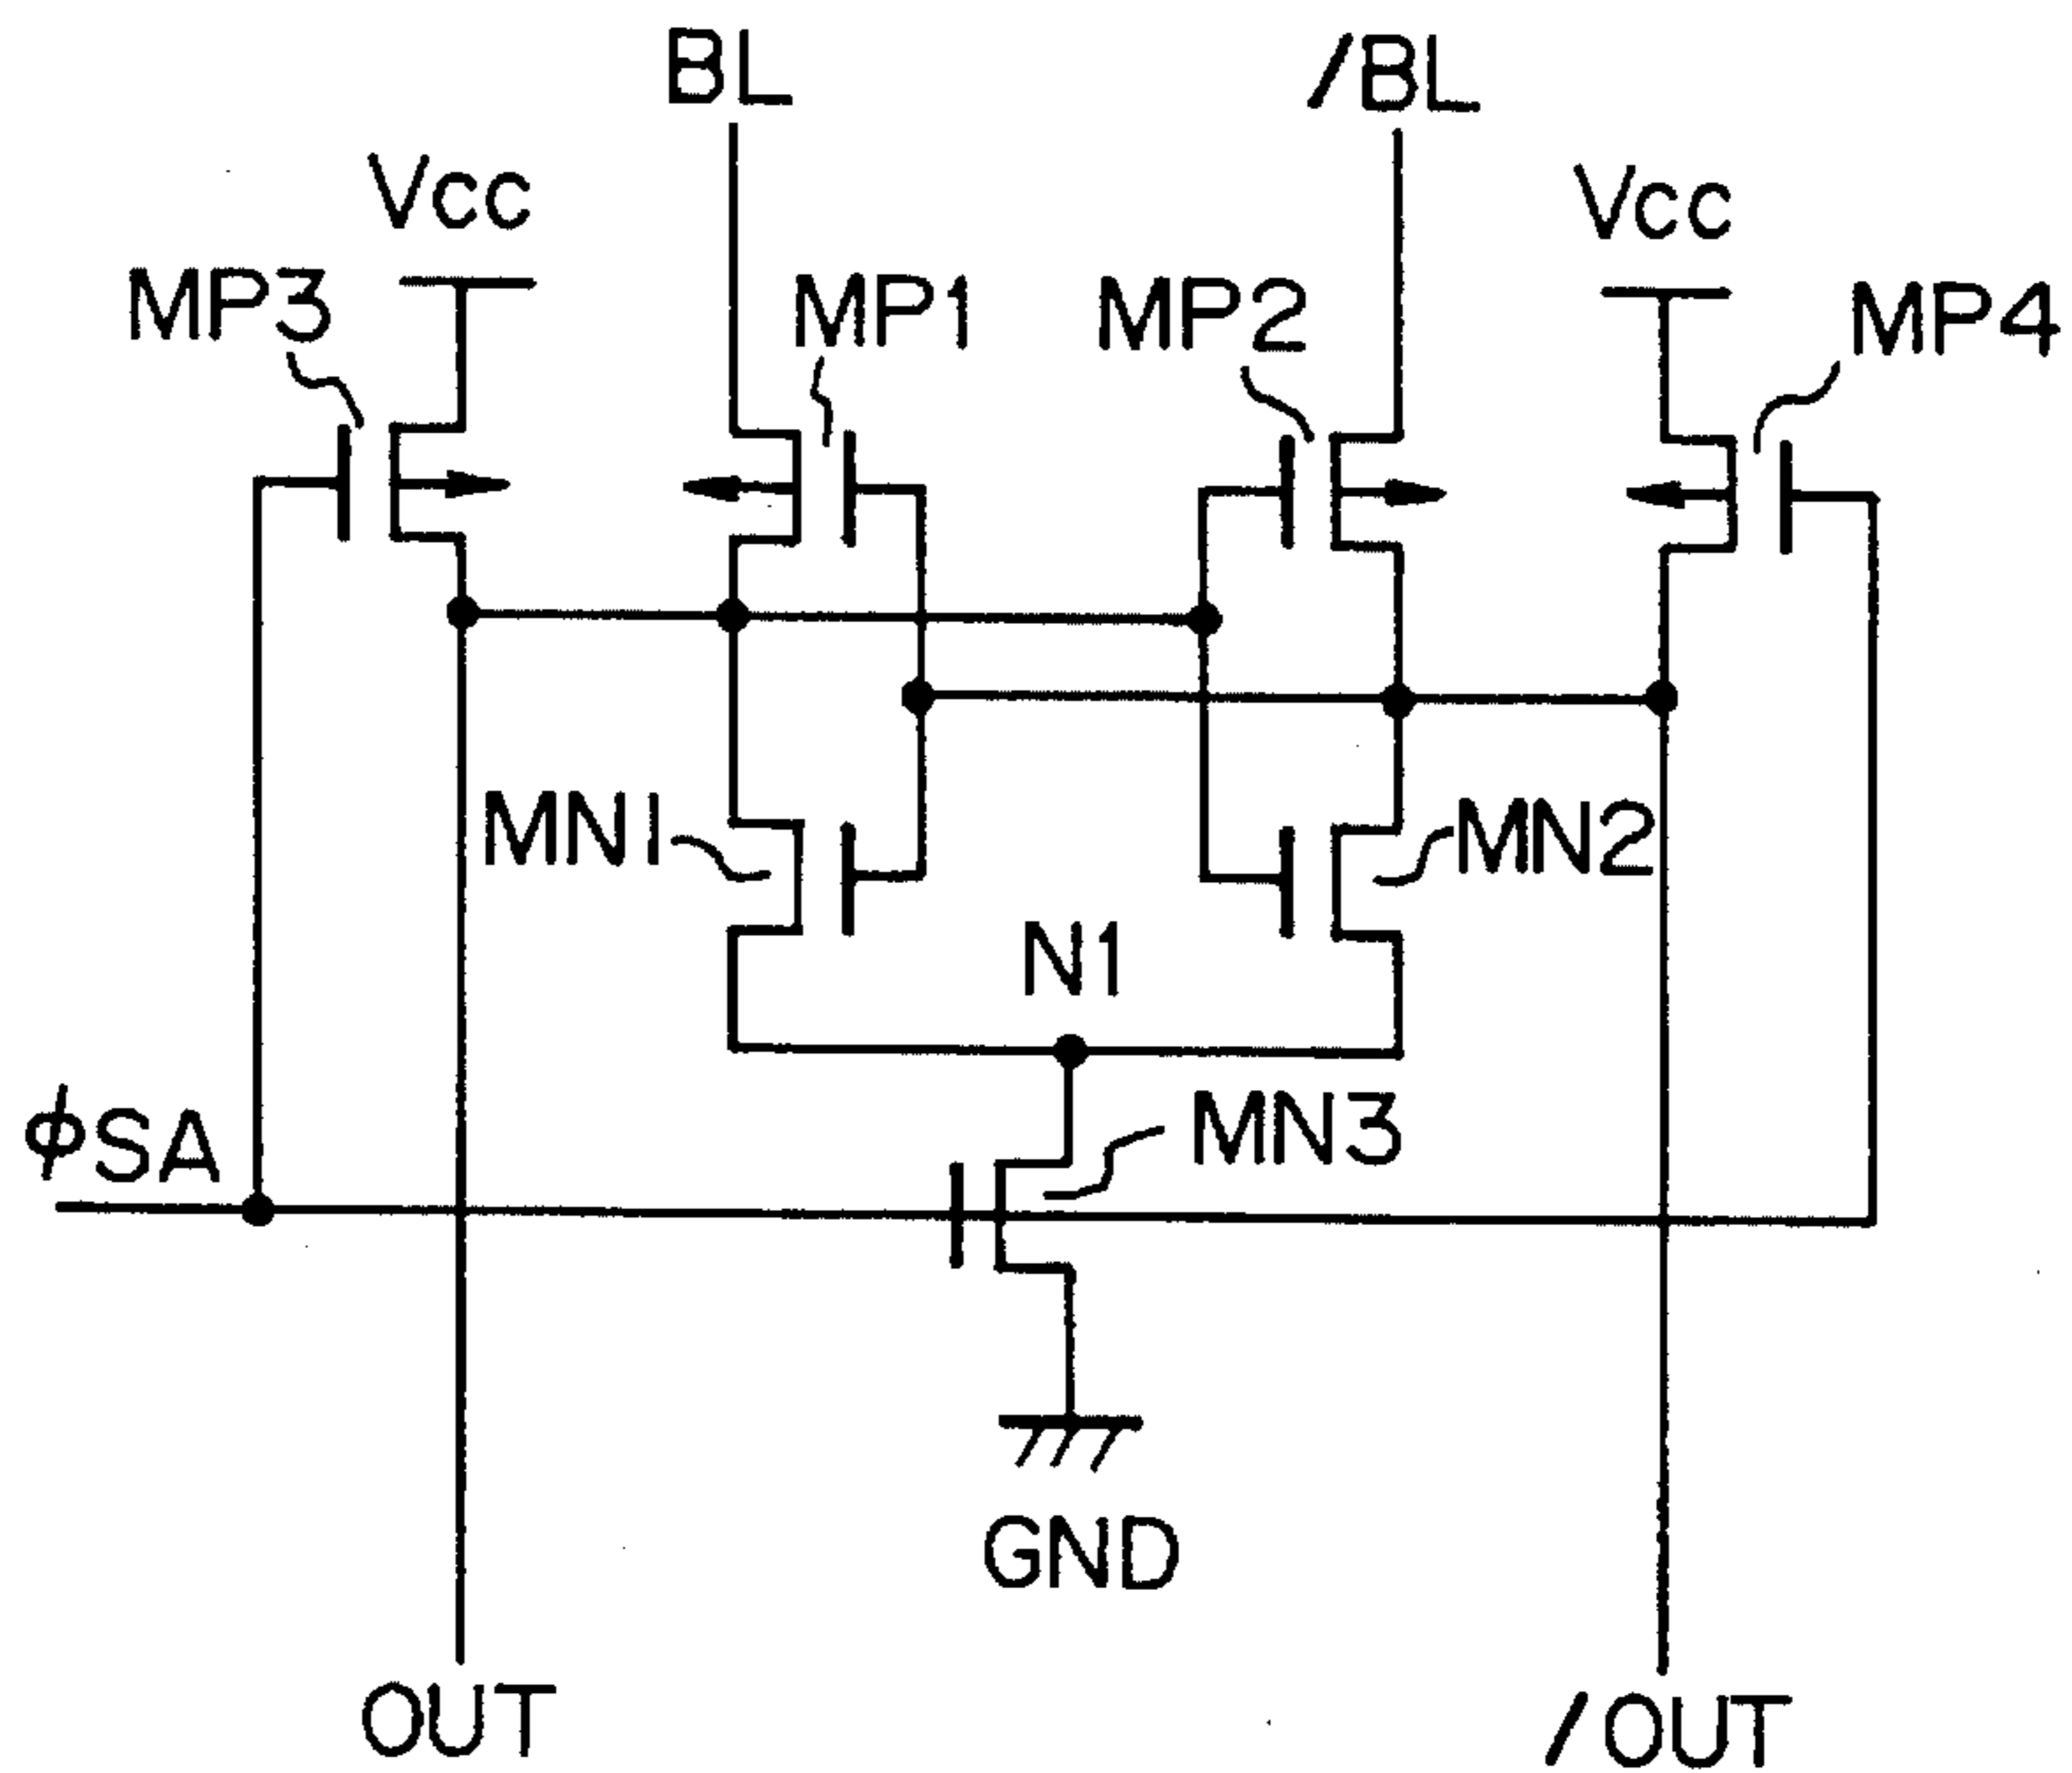 BL
/BL
Vcc
Vcc
MP3
MP1
MP2
MP4
MN1
MN2
N1
MN3
φSA
GND
OUT
/OUT